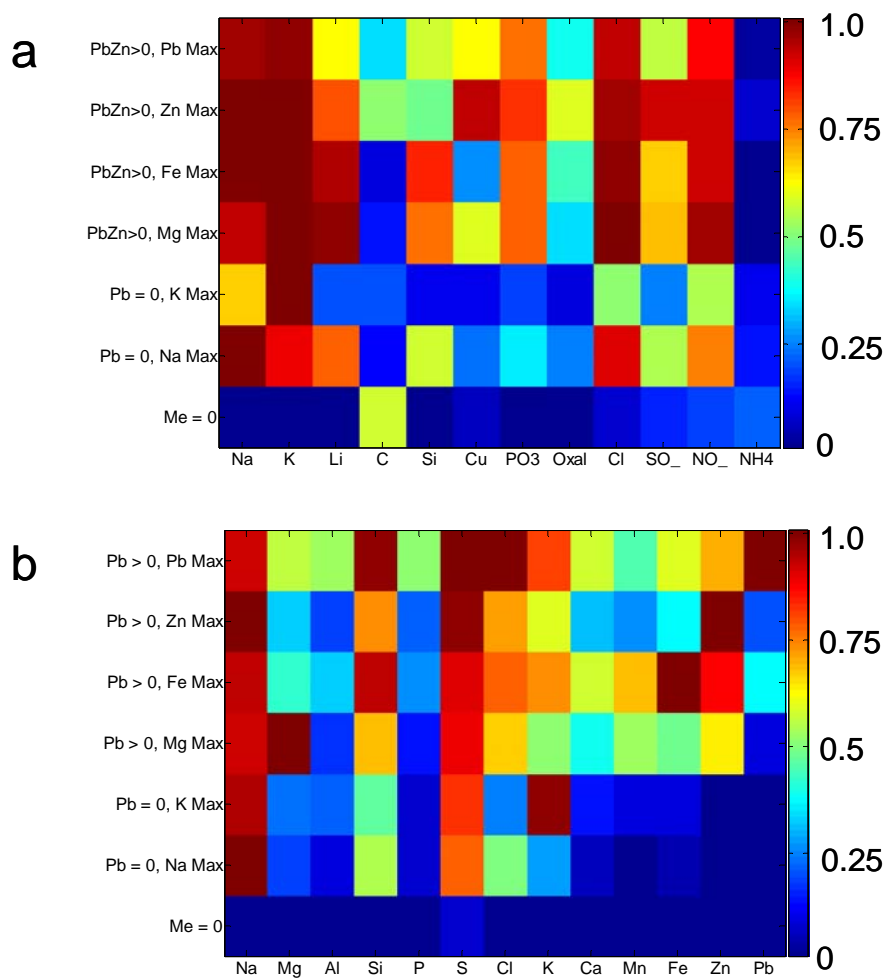 a
PbZn>0, Pb Max
PbZn>0, Zn Max
PbZn>0, Fe Max
PbZn>0, Mg Max
Pb = 0, K Max
Pb = 0, Na Max
Me = 0
Na K Li C Si Cu PO3 Oxal Cl SO_ NO_ NH4
1.0
0.75
0.5
0.25
0
b
Pb > 0, Pb Max
Pb > 0, Zn Max
Pb > 0, Fe Max
Pb > 0, Mg Max
Pb = 0, K Max
Pb = 0, Na Max
Me = 0
Na Mg Al Si P S Cl K Ca Mn Fe Zn Pb
1.0
0.75
0.5
0.25
0